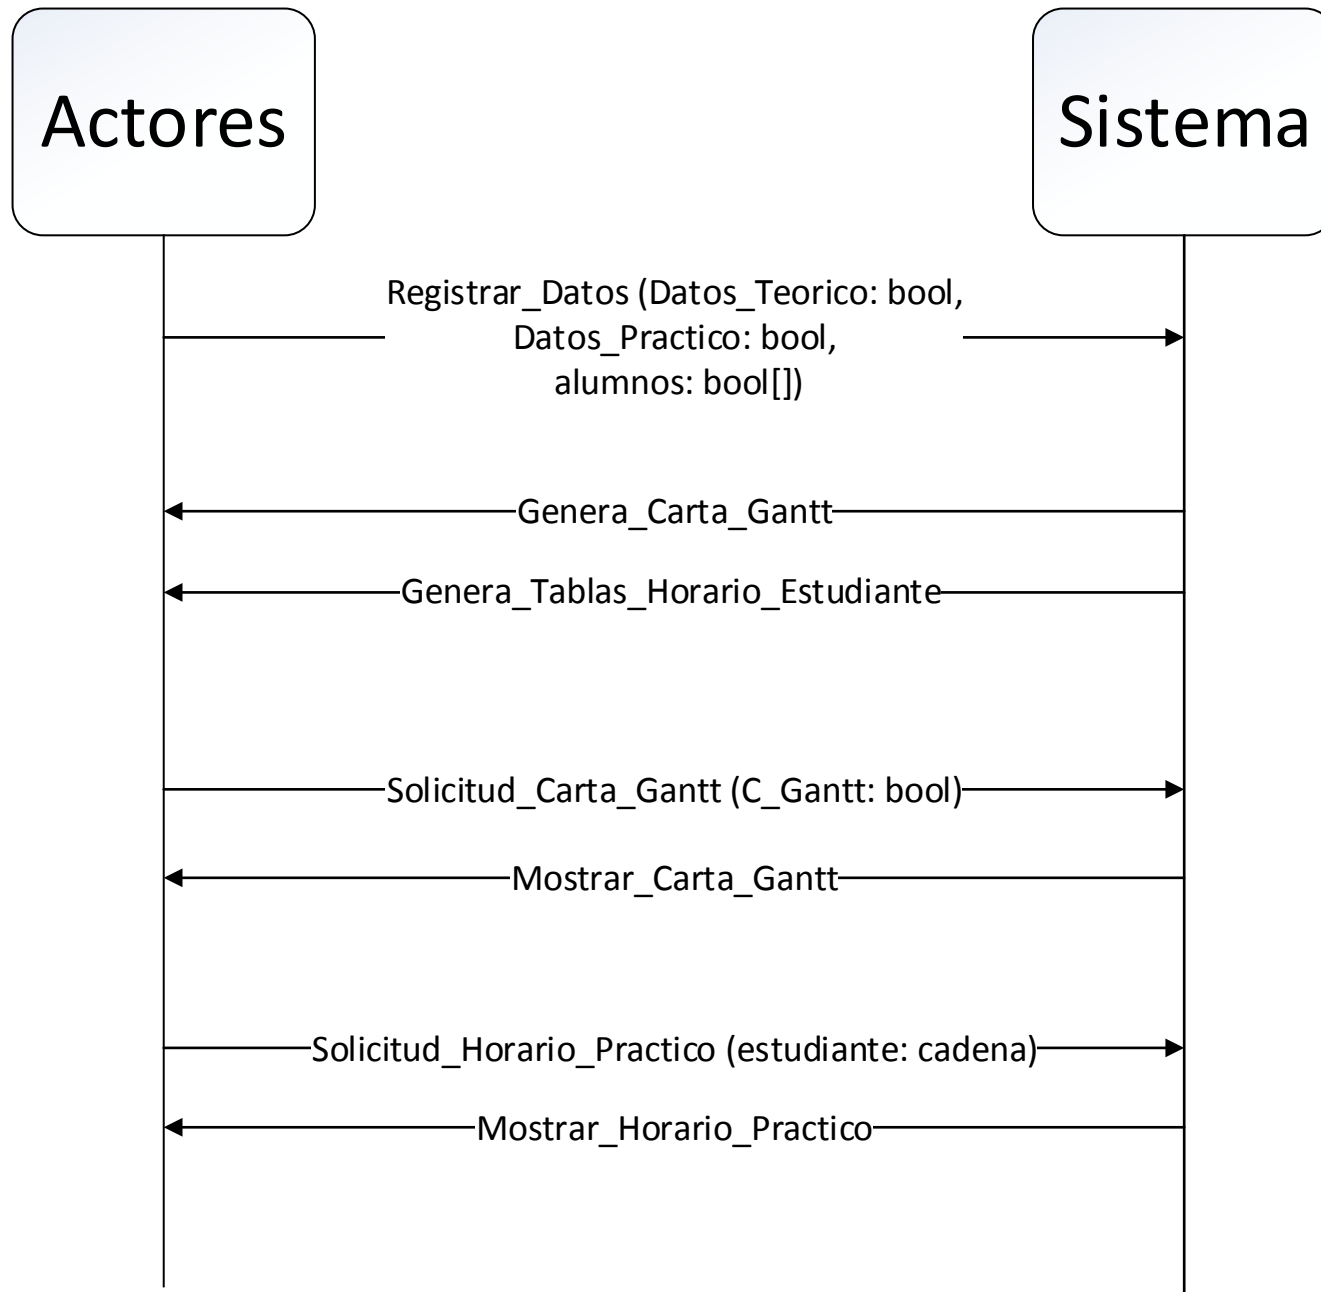 Actores
Sistema
Registrar_Datos (Datos_Teorico: bool,
Datos_Practico: bool,
alumnos: bool[])
Genera_Carta_Gantt
Genera_Tablas_Horario_Estudiante
Solicitud_Carta_Gantt (C_Gantt: bool)
Mostrar_Carta_Gantt
Solicitud_Horario_Practico (estudiante: cadena)
Mostrar_Horario_Practico